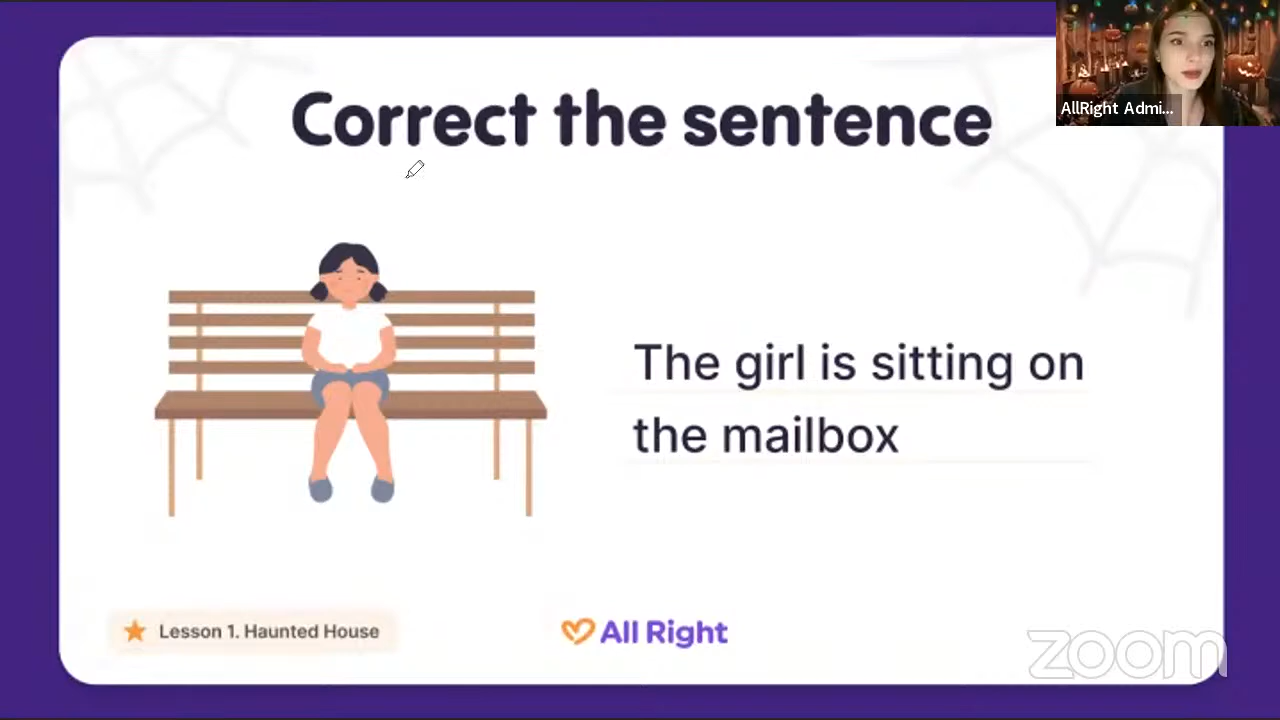 Correct the sentence
AllRight Admi...
The girl is sitting on
the mailbox
Lesson 1. Haunted House
All Right
zoom